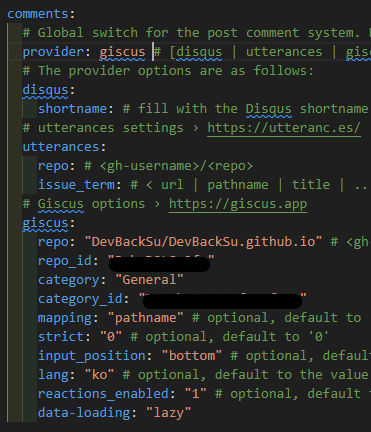 comments:
# Global switch for the post comment system.
provider: giscus # [disqus | utterances | gisc
# The provider options are as follows:
disqus:
shortname: # fill with the Disqus shortname
# utterances settings › https://utteranc.es/
utterances:
repo: # <gh-username>/<repo>
issue_term: # < url | pathname | title | ..
# Giscus options › https://giscus.app
giscus:
repo: "DevBackSu/DevBackSu.github.io" # <gh
repo_id: "
category: "General"
category_id: "
mapping: "pathname" # optional, default to
strict: "0" # optional, default to '0'
input_position: "bottom" # optional, defau
lang: "ko" # optional, default to the value
reactions_enabled: "1" # optional, default t
data-loading: "lazy"